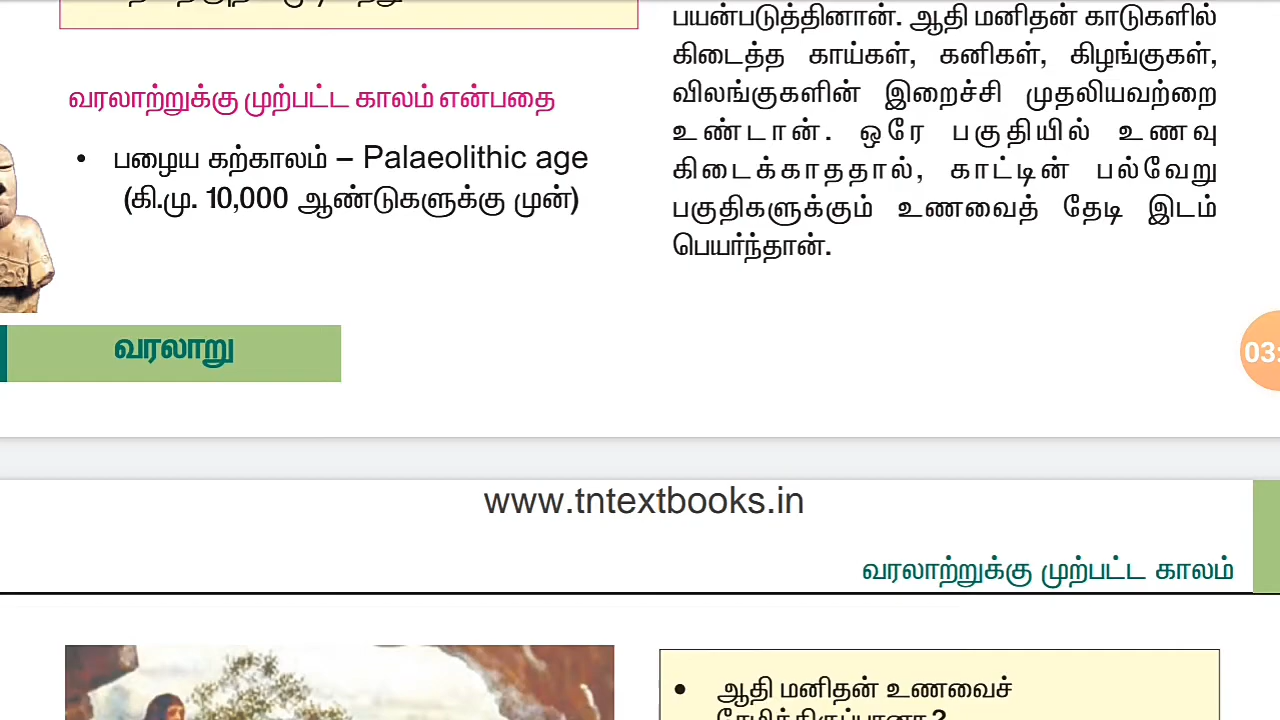 வரலாற்றுக்கு முற்பட்ட காலம் என்பதை
• பழைய கற்காலம் – Palaeolithic age
(கி.மு. 10,000 ஆண்டுகளுக்கு முன்)
வரலாறு
பயன்படுத்தினான். ஆதி மனிதன் காடுகளில்
கிடைத்த காய்கள், கனிகள், கிழங்குகள்,
விலங்குகளின் இறைச்சி முதலியவற்றை
உண்டான். ஒரே பகுதியில் உணவு
கிடைக்காததால், காட்டின் பல்வேறு
பகுதிகளுக்கும் உணவைத் தேடி இடம்
பெயர்ந்தான்.
03:
www.tntextbooks.in
வரலாற்றுக்கு முற்பட்ட காலம்
• ஆதி மனிதன் உணவைச்